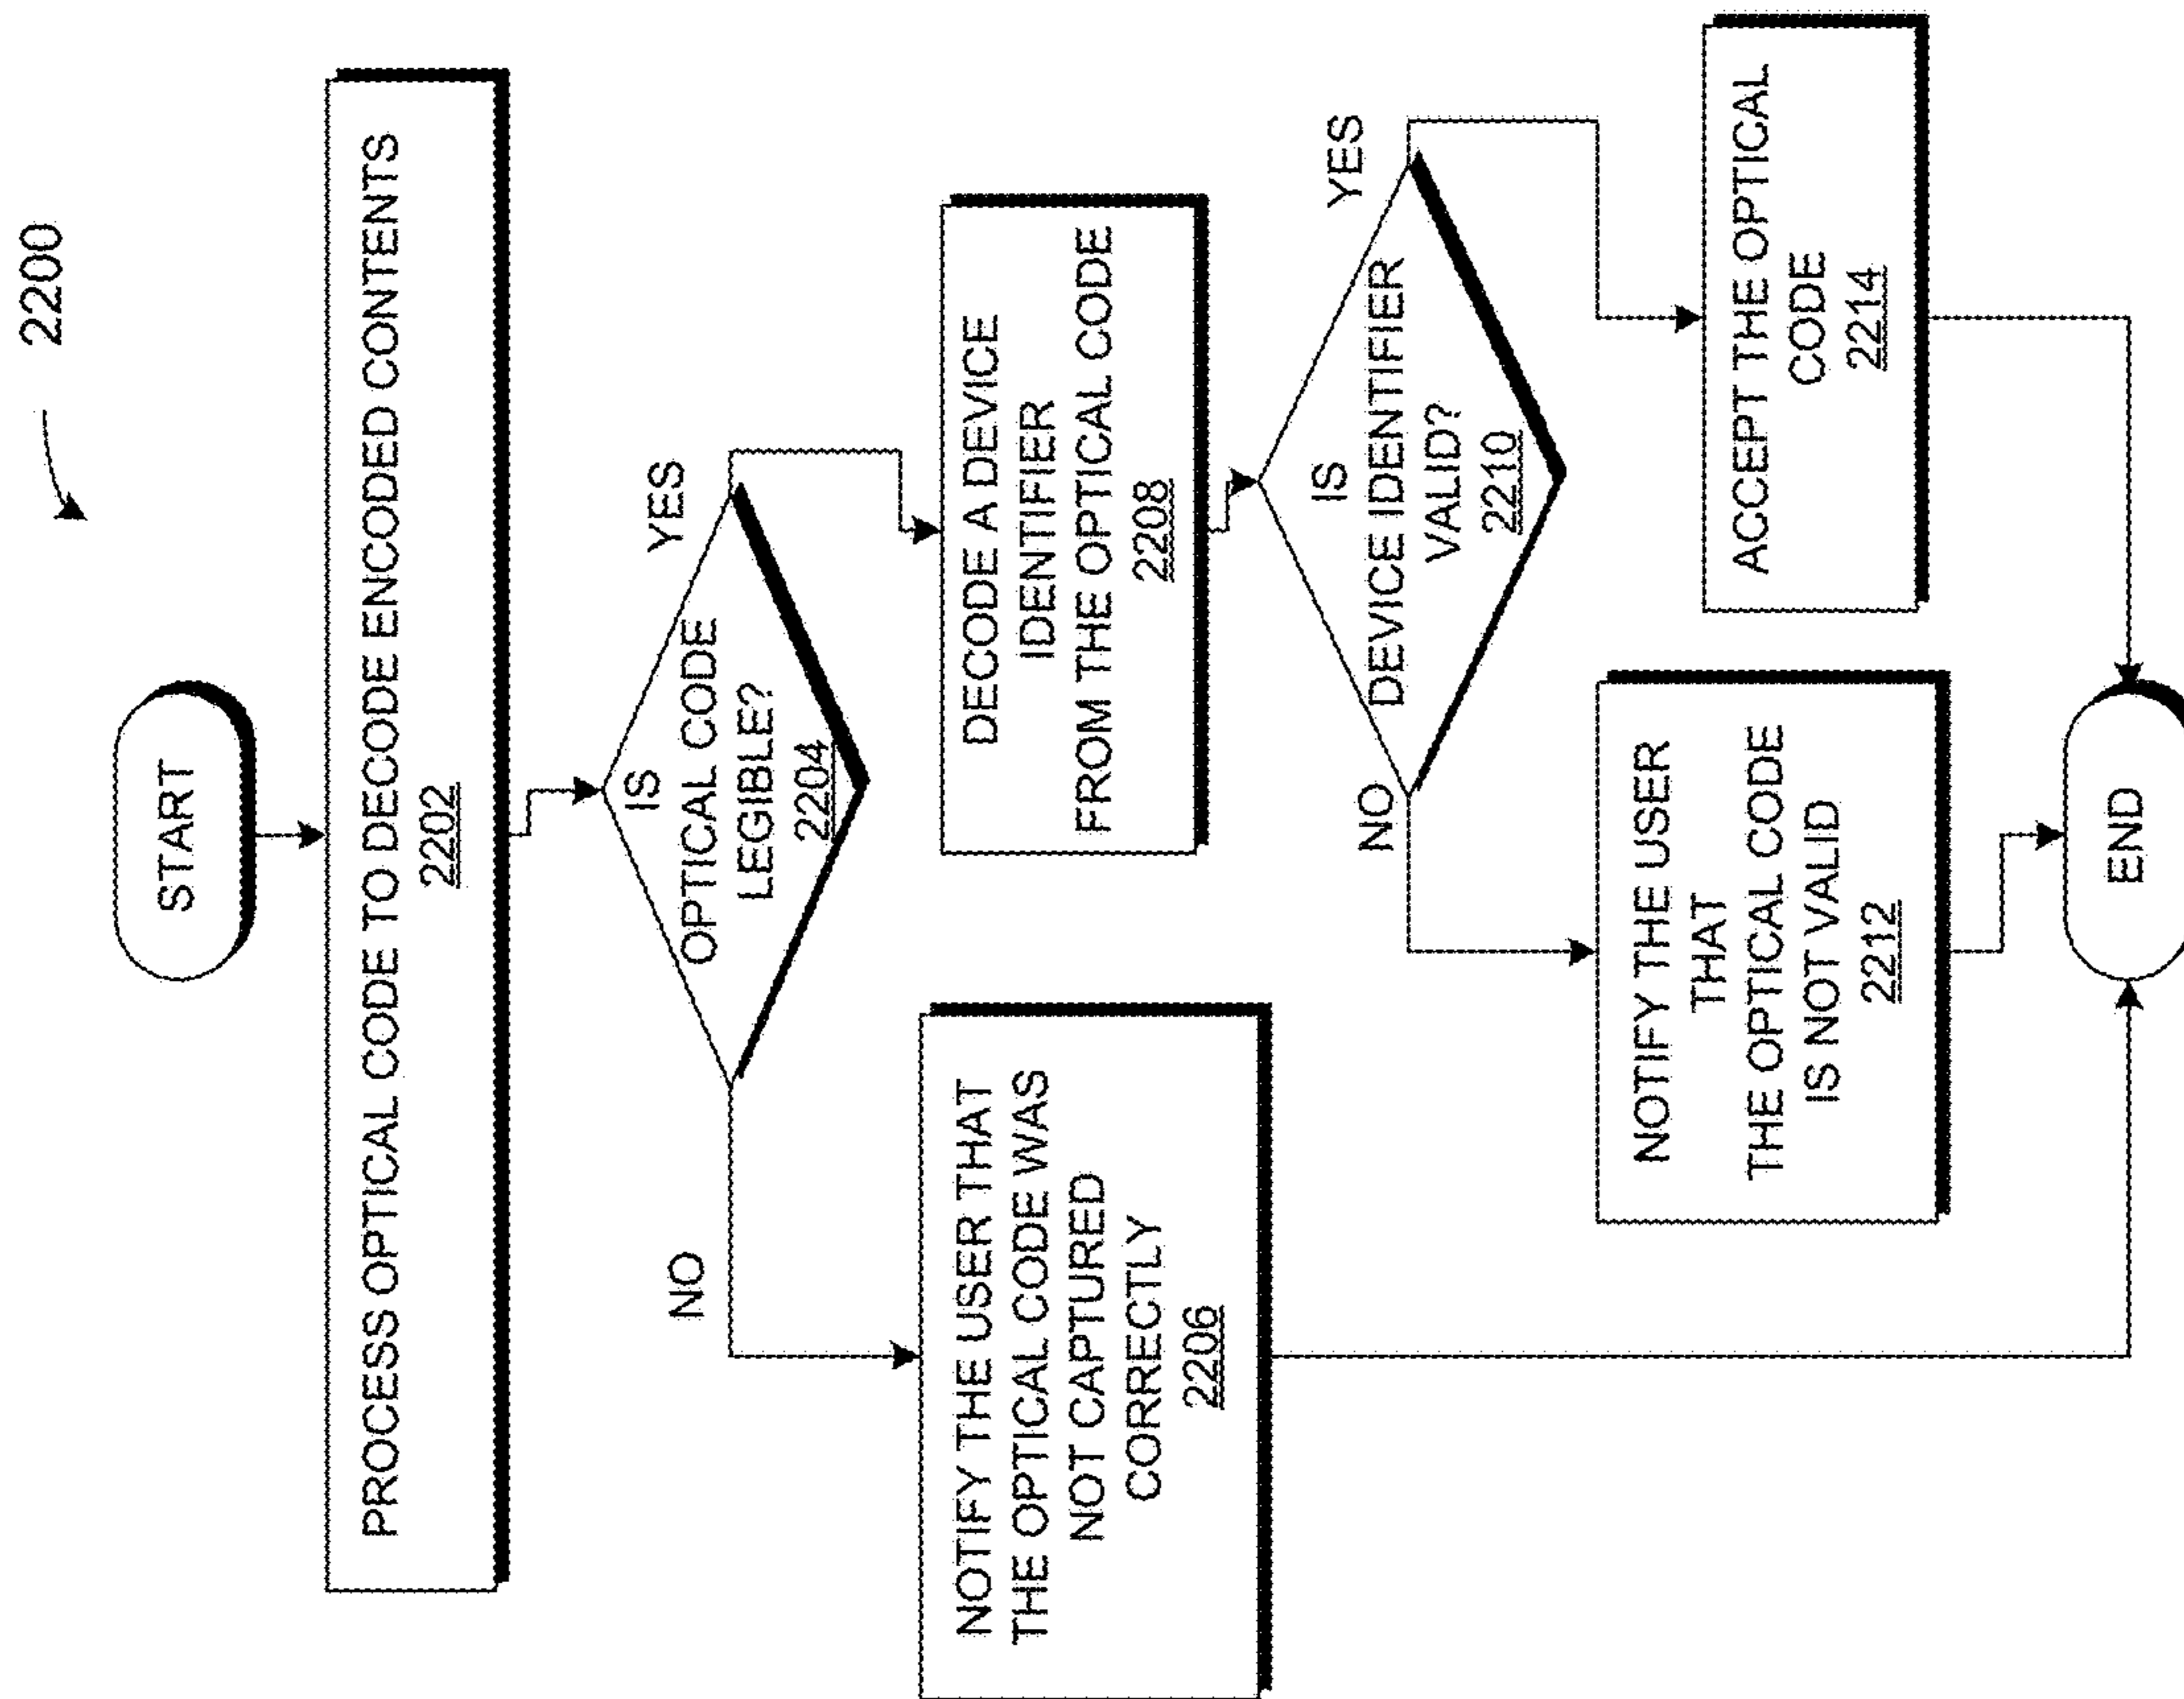 2200
START
PROCESS OPTICAL CODE TO DECODE ENCODED CONTENTS
2202
IS
OPTICAL CODE
LEGIBLE?
2204
NO
YES
NOTIFY THE USER THAT
THE OPTICAL CODE WAS
NOT CAPTURED
CORRECTLY
2206
DECODE A DEVICE
IDENTIFIER
FROM THE OPTICAL CODE
2208
IS
DEVICE IDENTIFIER
VALID?
2210
NO
YES
NOTIFY THE USER
THAT
THE OPTICAL CODE
IS NOT VALID
2212
ACCEPT THE OPTICAL
CODE
2214
END